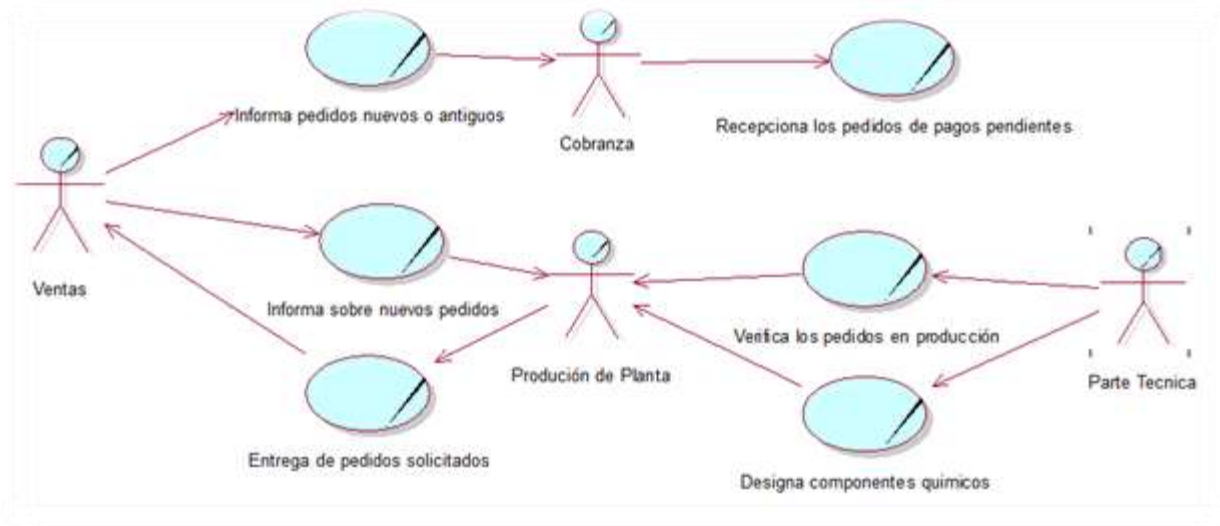 Informa pedidos nuevos o antiguos
Cobranza
Recepciona los pedidos de pagos pendientes
Ventas
Informa sobre nuevos pedidos
Produción de Planta
Verifica los pedidos en producción
Parte Tecnica
Entrega de pedidos solicitados
Designa componentes quimicos